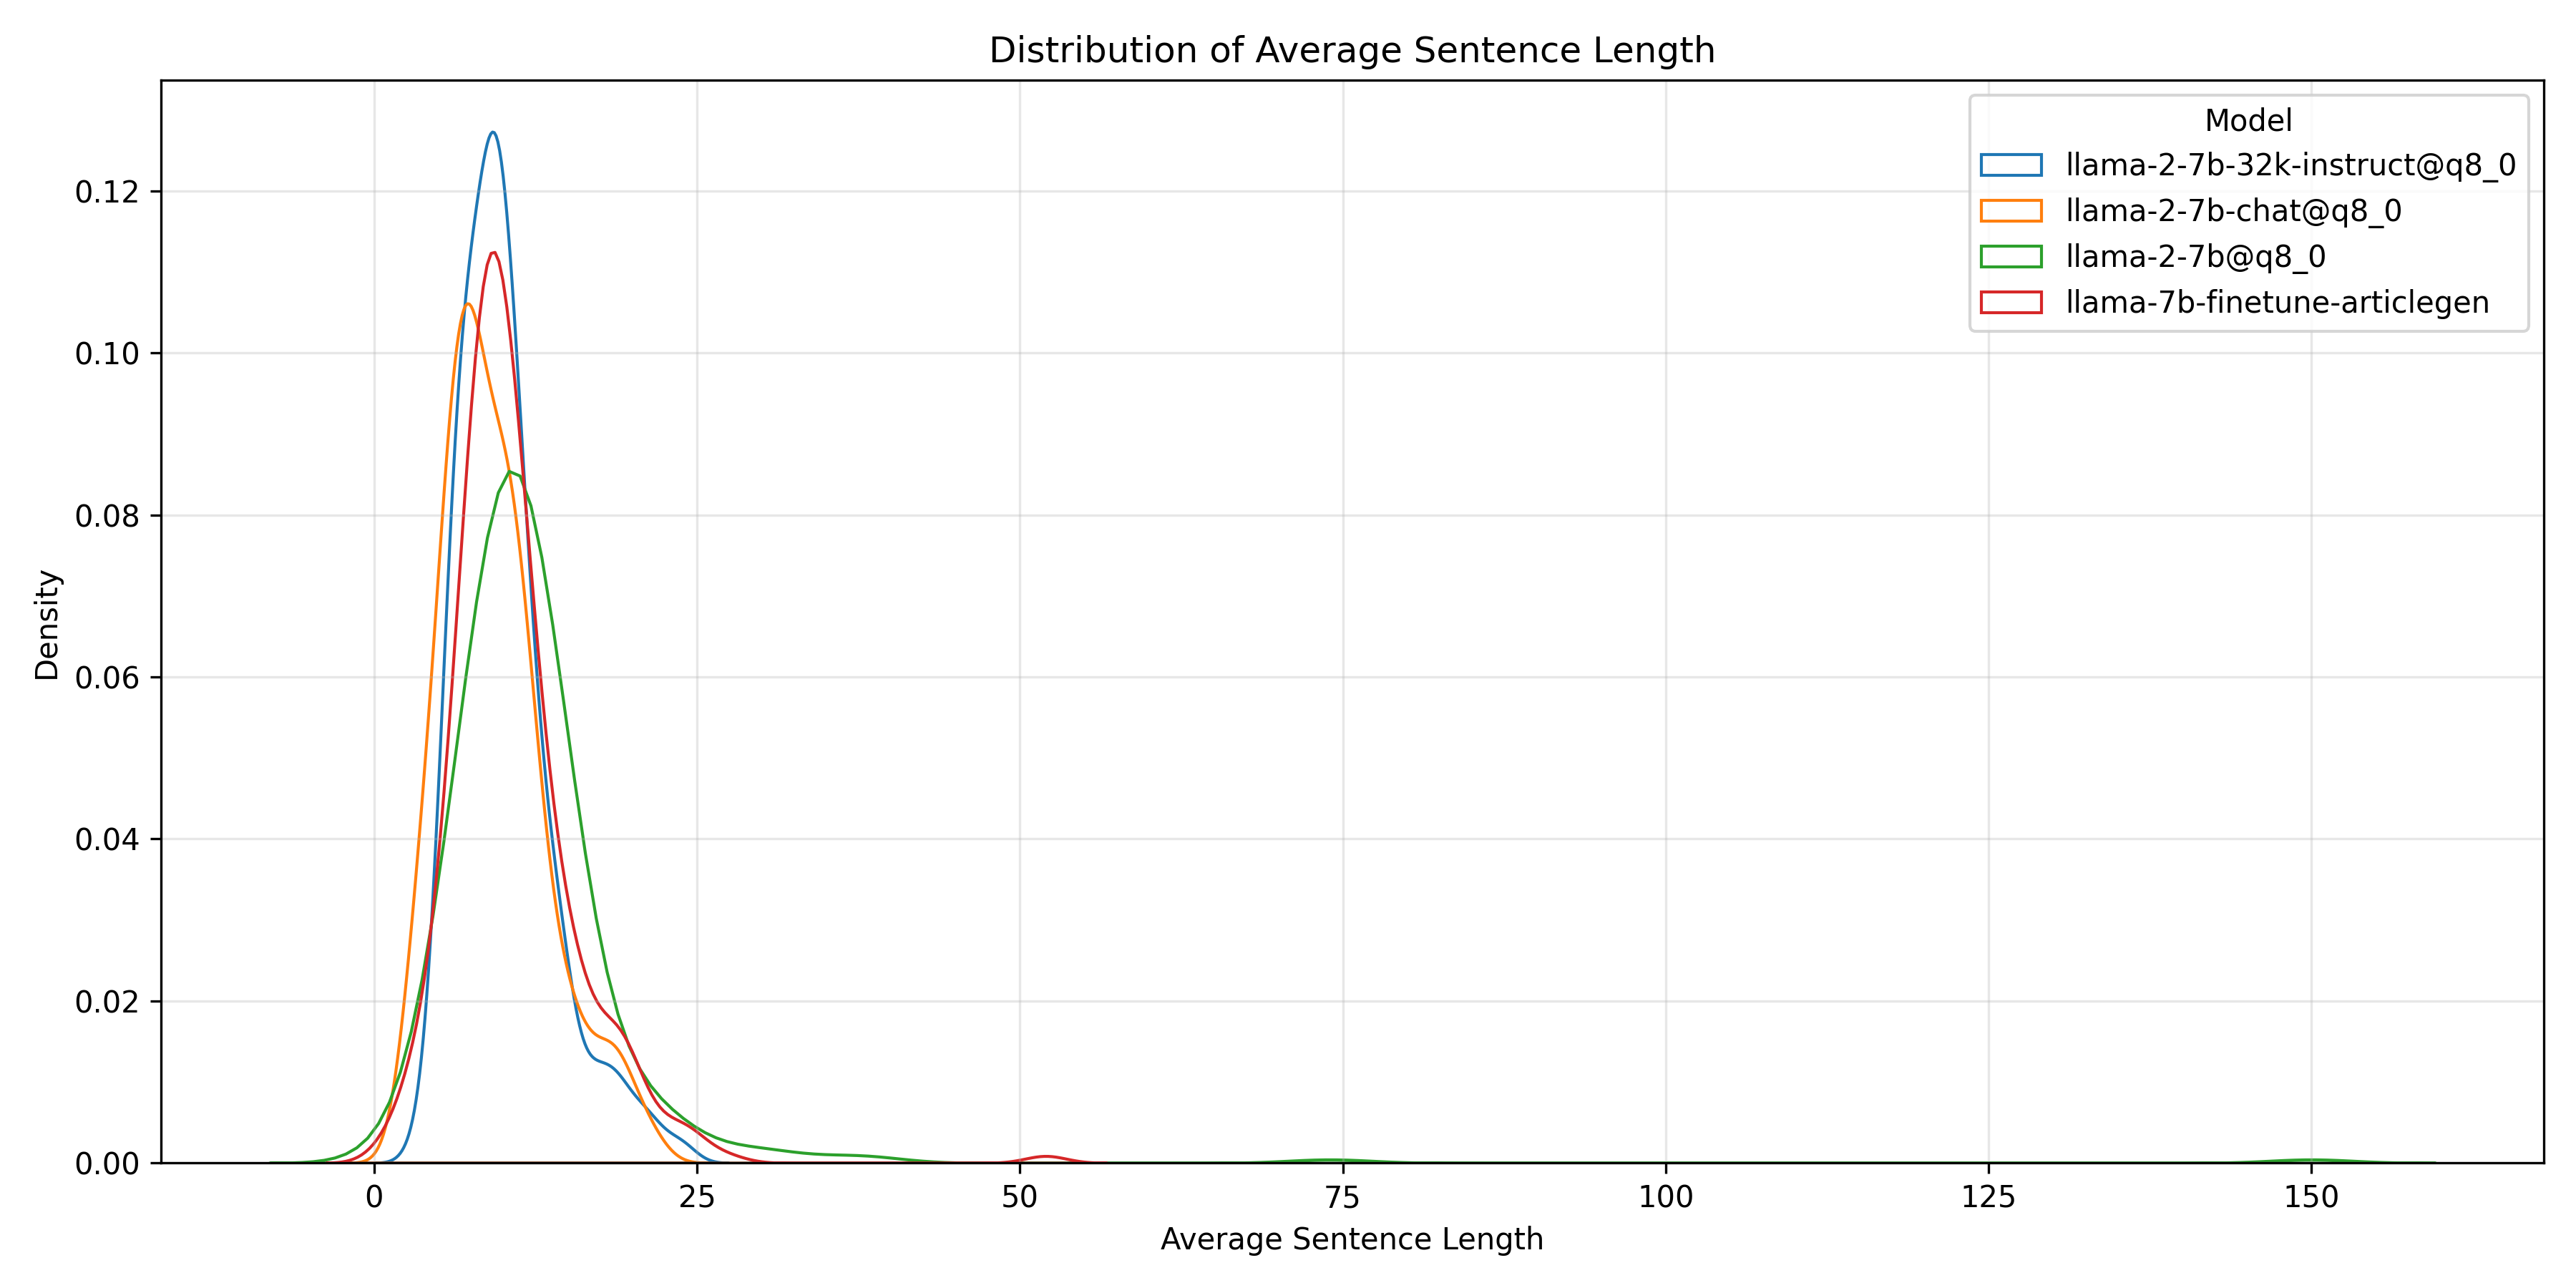 Distribution of Average Sentence Length
Model
llama-2-7b-32k-instruct@q8_0
llama-2-7b-chat@q8_0
llama-2-7b@q8_0
llama-7b-finetune-articlegen
Density
0.12
0.10
0.08
0.06
0.04
0.02
0.00
0 25 50 75 100 125 150
Average Sentence Length